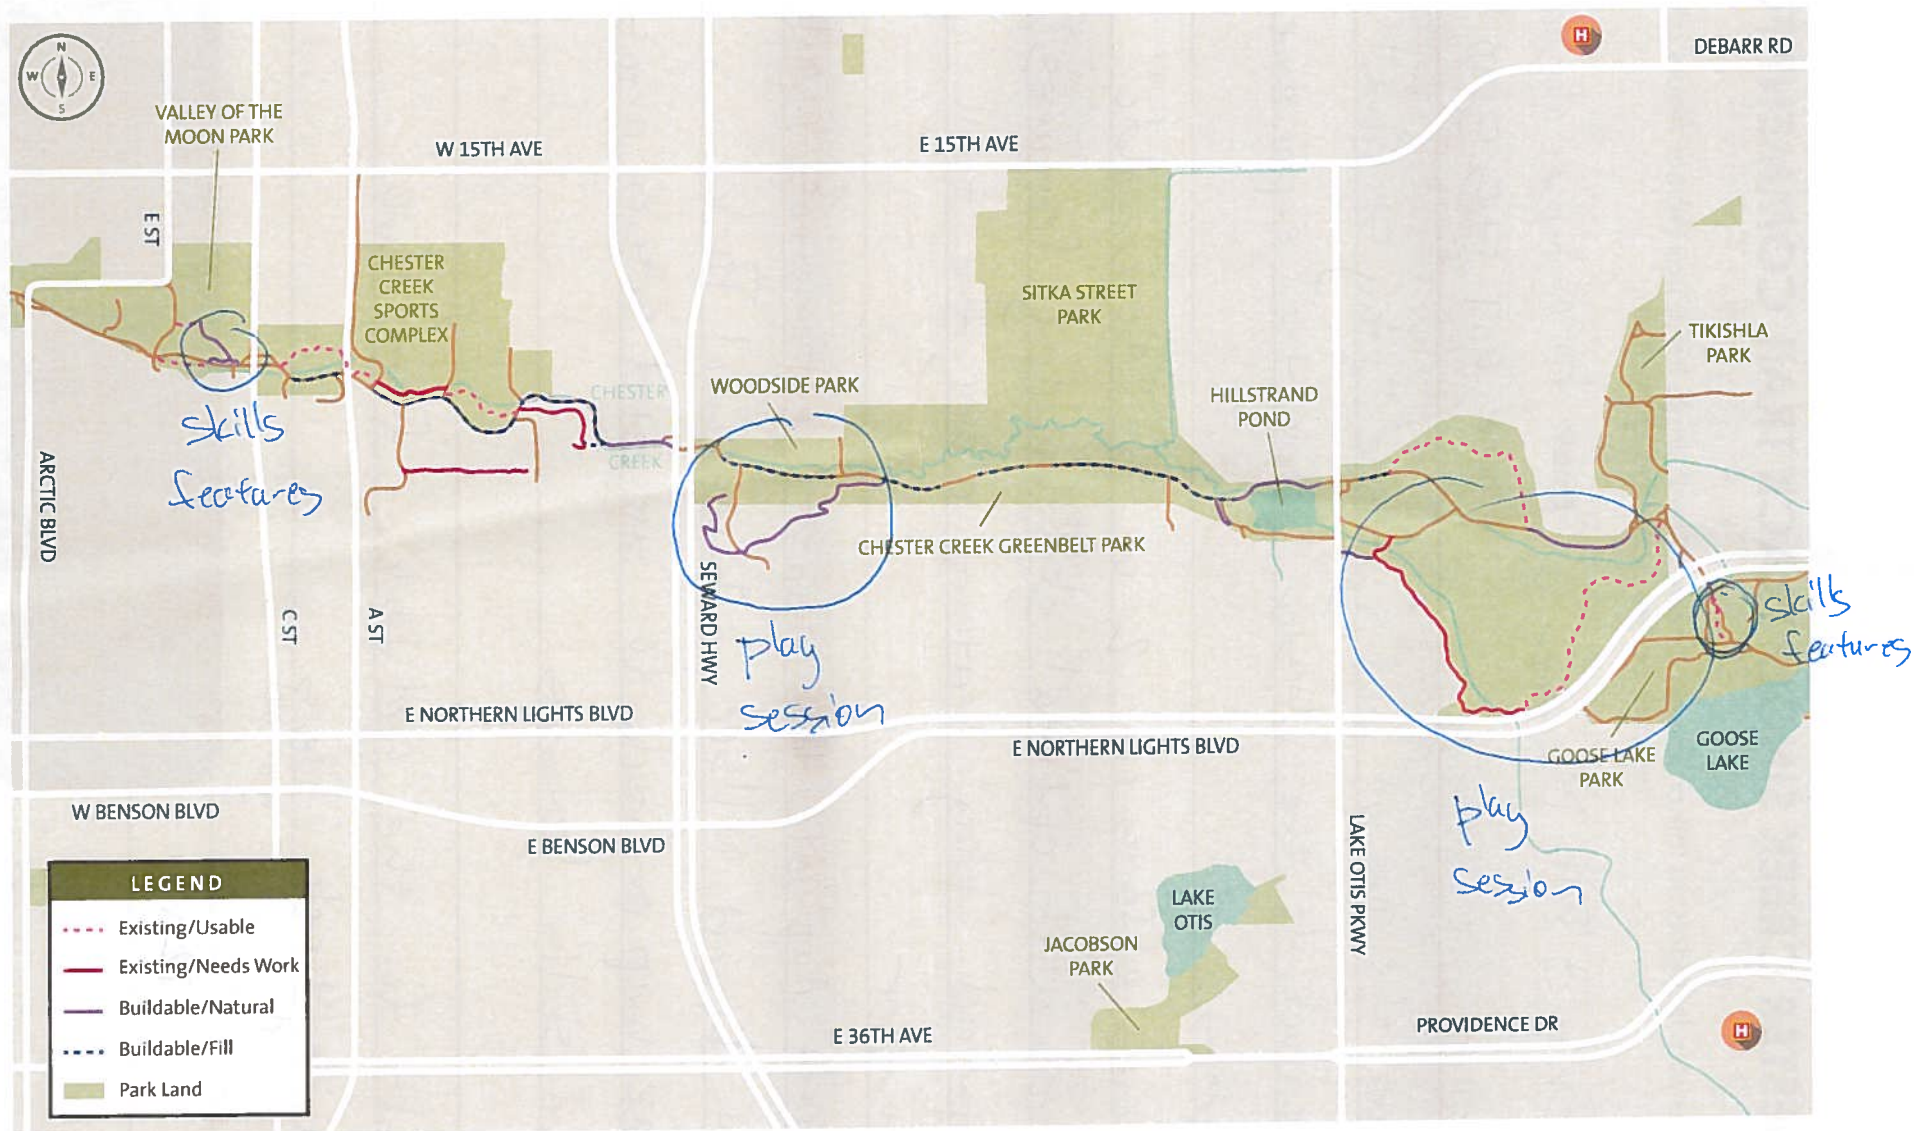 N
W E
S
DEBARR RD
VALLEY OF THE
MOON PARK
W 15TH AVE
E 15TH AVE
E ST
CHESTER
CREEK
SPORTS
COMPLEX
SITKA STREET
PARK
TIKISHLA
PARK
WOODSIDE PARK
HILLSTRAND
POND
CHESTER
CREEK
skills
features
ARCTIC BLVD
CHESTER CREEK GREENBELT PARK
SEWARD HWY
C ST
A ST
play
session
skills
features
E NORTHERN LIGHTS BLVD
E NORTHERN LIGHTS BLVD
GOOSE LAKE
PARK
GOOSE
LAKE
W BENSON BLVD
E BENSON BLVD
play
session
LAKE OTIS PKWY
LAKE
OTIS
JACOBSON
PARK
E 36TH AVE
PROVIDENCE DR
H
H
LEGEND
Existing/Usable
Existing/Needs Work
Buildable/Natural
Buildable/Fill
Park Land